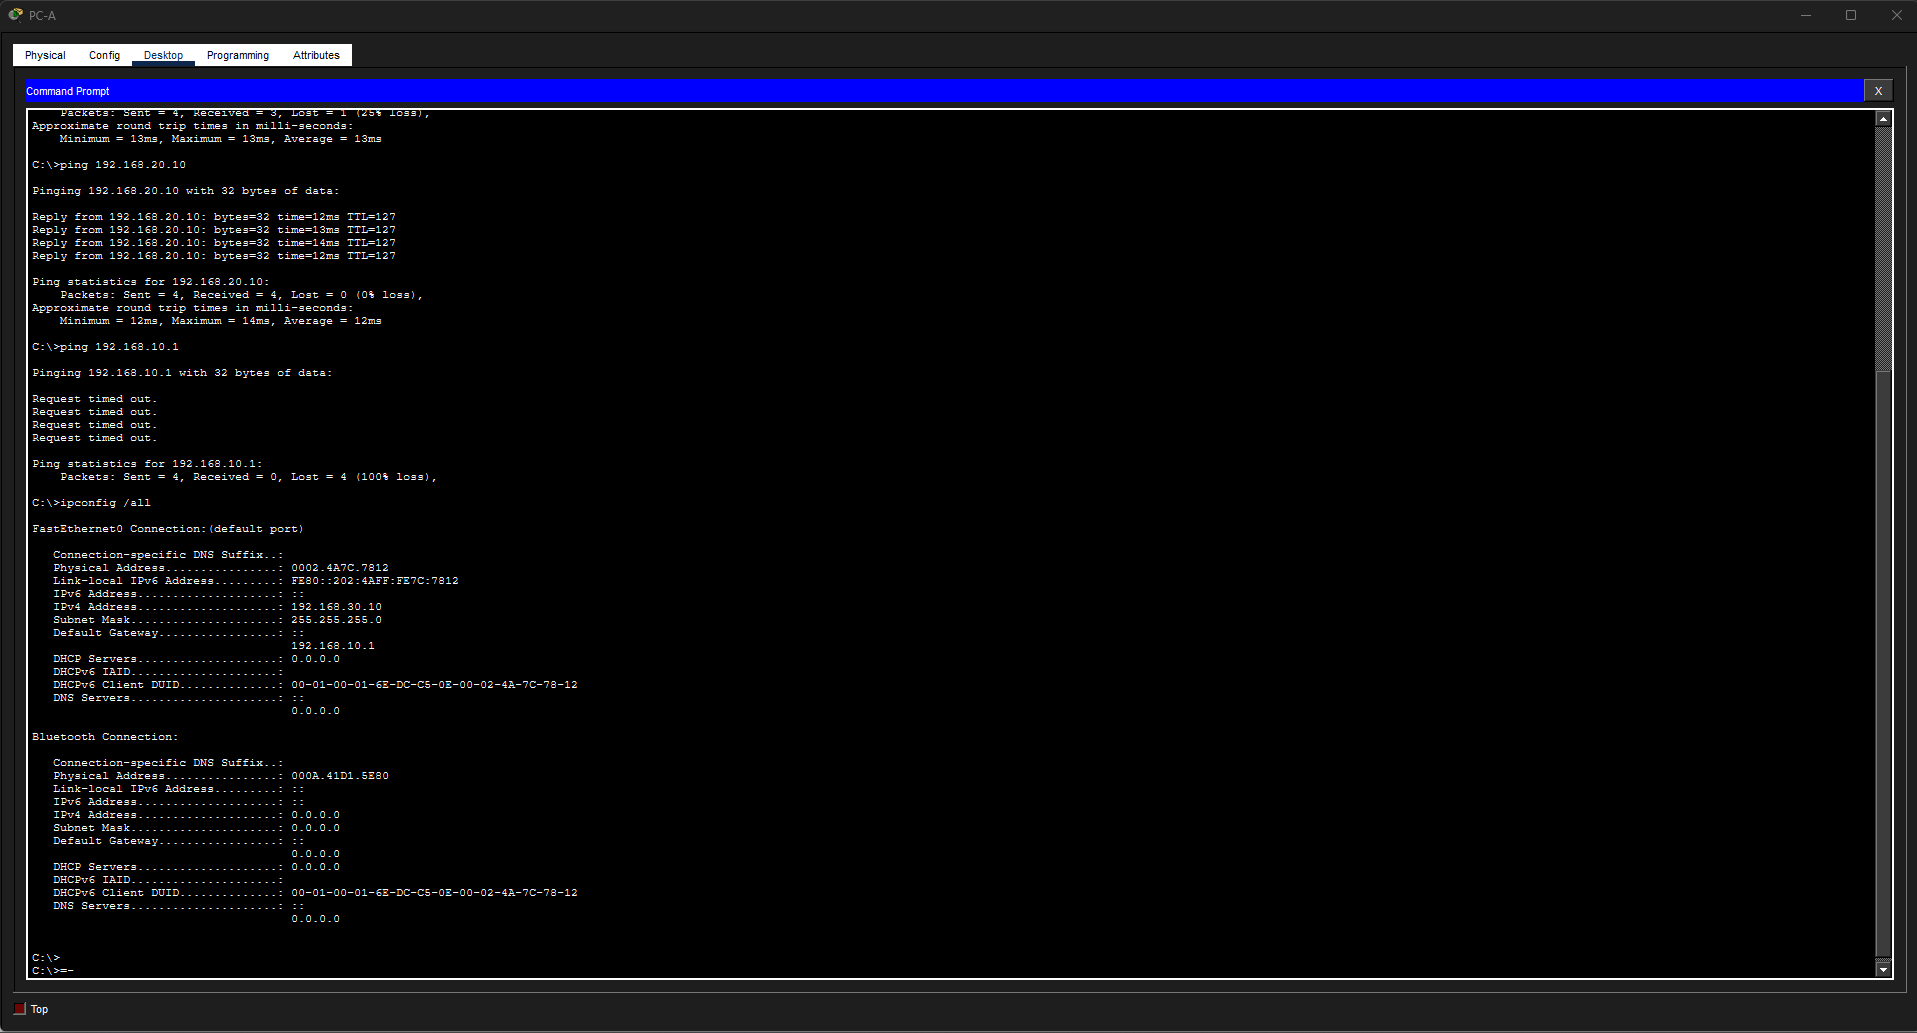 PC-A
Physical Config Desktop Programming Attributes
Command Prompt
X
Packets: Sent = 4, Received = 3, Lost = 1 (25% loss),
Approximate round trip times in milli-seconds:
Minimum = 13ms, Maximum = 13ms, Average = 13ms
C:\>ping 192.168.20.10
Pinging 192.168.20.10 with 32 bytes of data:
Reply from 192.168.20.10: bytes=32 time=12ms TTL=127
Reply from 192.168.20.10: bytes=32 time=13ms TTL=127
Reply from 192.168.20.10: bytes=32 time=14ms TTL=127
Reply from 192.168.20.10: bytes=32 time=12ms TTL=127
Ping statistics for 192.168.20.10:
Packets: Sent = 4, Received = 4, Lost = 0 (0% loss),
Approximate round trip times in milli-seconds:
Minimum = 12ms, Maximum = 14ms, Average = 12ms
C:\>ping 192.168.10.1
Pinging 192.168.10.1 with 32 bytes of data:
Request timed out.
Request timed out.
Request timed out.
Request timed out.
Ping statistics for 192.168.10.1:
Packets: Sent = 4, Received = 0, Lost = 4 (100% loss),
C:\>ipconfig /all
FastEthernet0 Connection:(default port)
Connection-specific DNS Suffix..:
Physical Address................: 0002.4A7C.7812
Link-local IPv6 Address.........: FE80::202:4AFF:FE7C:7812
IPv6 Address....................: ::
IPv4 Address....................: 192.168.30.10
Subnet Mask.....................: 255.255.255.0
Default Gateway.................: ::
192.168.10.1
DHCP Servers....................: 0.0.0.0
DHCPv6 IAID.....................:
DHCPv6 Client DUID..............: 00-01-00-01-6E-DC-C5-0E-00-02-4A-7C-78-12
DNS Servers.....................: ::
0.0.0.0
Bluetooth Connection:
Connection-specific DNS Suffix..:
Physical Address................: 000A.41D1.5E80
Link-local IPv6 Address.........: ::
IPv6 Address....................: ::
IPv4 Address....................: 0.0.0.0
Subnet Mask.....................: 0.0.0.0
Default Gateway.................: ::
0.0.0.0
DHCP Servers....................: 0.0.0.0
DHCPv6 IAID.....................:
DHCPv6 Client DUID..............: 00-01-00-01-6E-DC-C5-0E-00-02-4A-7C-78-12
DNS Servers.....................: ::
0.0.0.0
C:\>
C:\>=-
Top